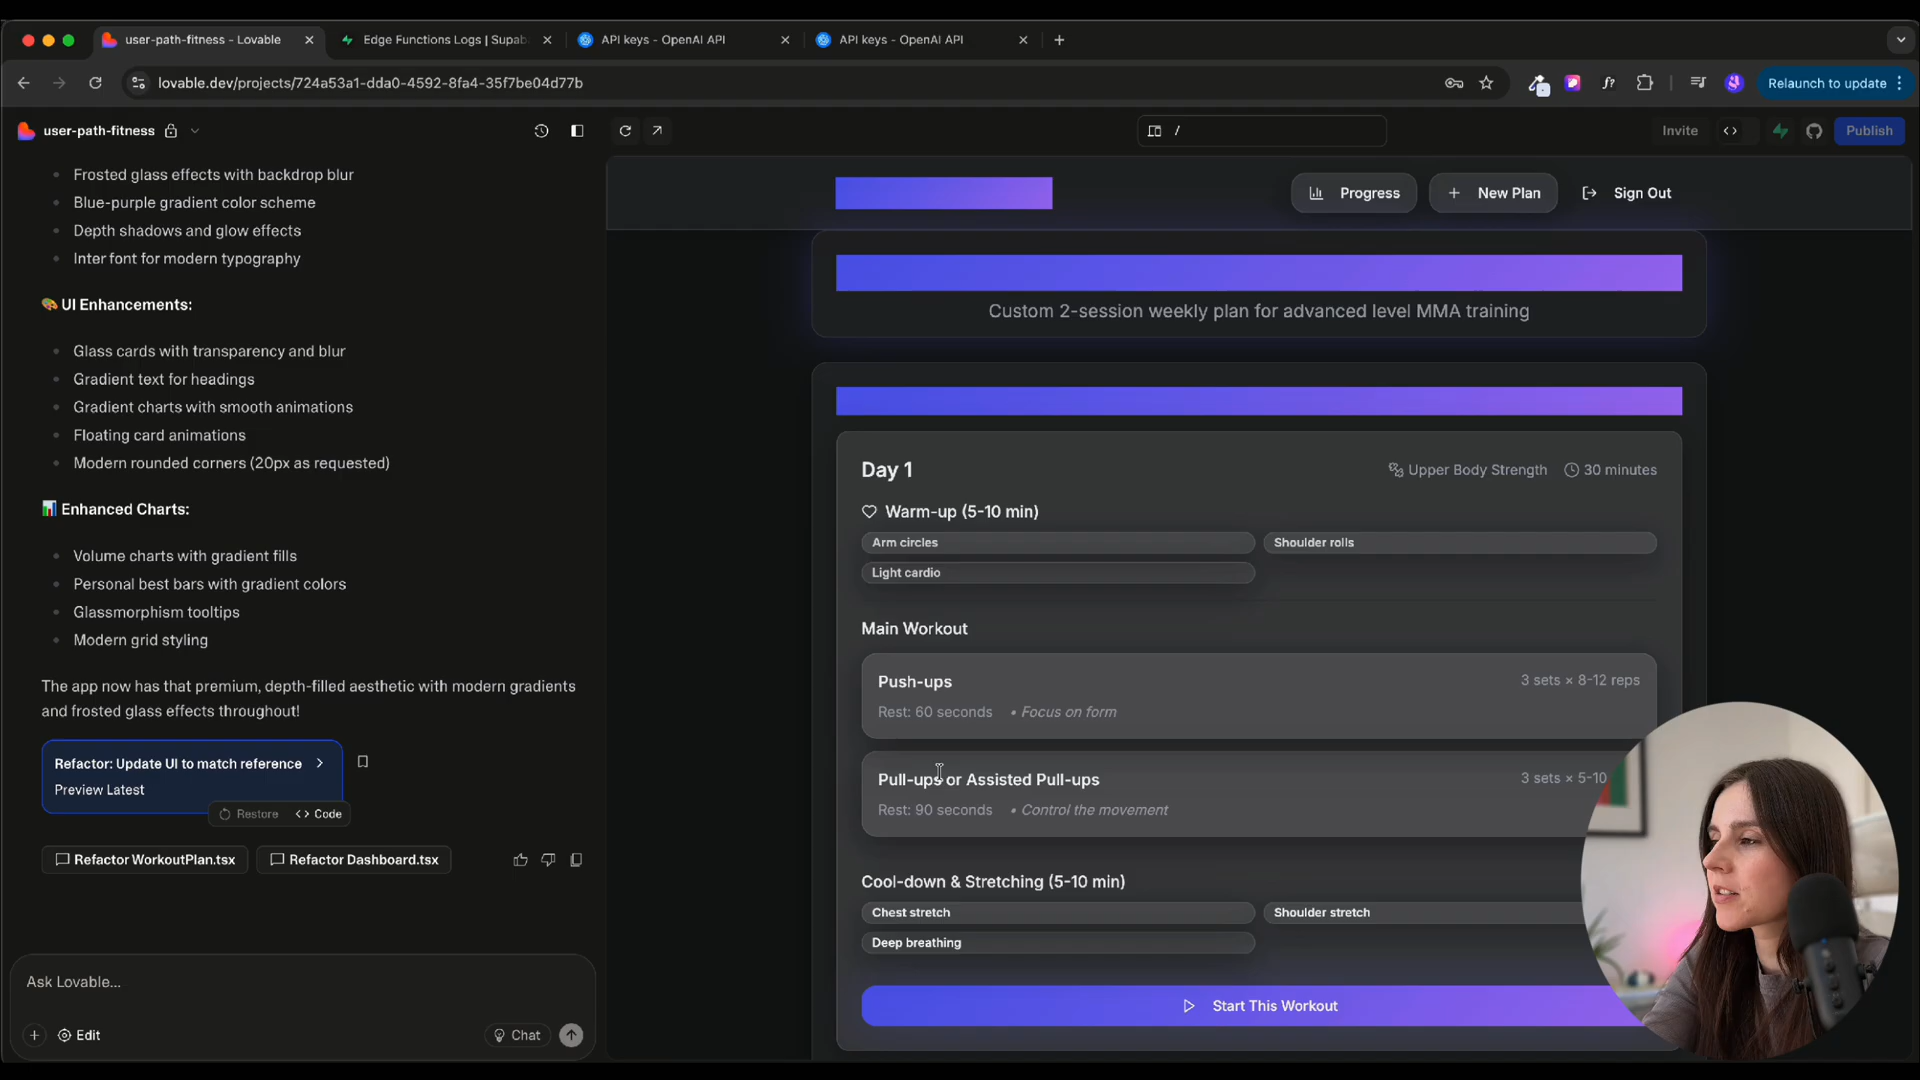 user-path-fitness - Lovable
Edge Functions Logs | Supab
API keys - OpenAI API
API keys - OpenAI API
lovable.dev/projects/724a53a1-dda0-4592-8fa4-35f7be04d77b
f?
Relaunch to update
user-path-fitness
/
Invite
Publish
Frosted glass effects with backdrop blur
Blue-purple gradient color scheme
Depth shadows and glow effects
Inter font for modern typography
🎨 UI Enhancements:
Glass cards with transparency and blur
Gradient text for headings
Gradient charts with smooth animations
Floating card animations
Modern rounded corners (20px as requested)
📊 Enhanced Charts:
Volume charts with gradient fills
Personal best bars with gradient colors
Glassmorphism tooltips
Modern grid styling
The app now has that premium, depth-filled aesthetic with modern gradients
and frosted glass effects throughout!
Refactor: Update UI to match reference
Preview Latest
Restore
Code
Refactor WorkoutPlan.tsx
Refactor Dashboard.tsx
Ask Lovable...
Edit
Chat
Progress
New Plan
Sign Out
Custom 2-session weekly plan for advanced level MMA training
Day 1
Upper Body Strength
30 minutes
Warm-up (5-10 min)
Arm circles
Shoulder rolls
Light cardio
Main Workout
Push-ups
3 sets × 8-12 reps
Rest: 60 seconds
• Focus on form
Pull-ups or Assisted Pull-ups
3 sets × 5-10
Rest: 90 seconds
• Control the movement
Cool-down & Stretching (5-10 min)
Chest stretch
Shoulder stretch
Deep breathing
Start This Workout